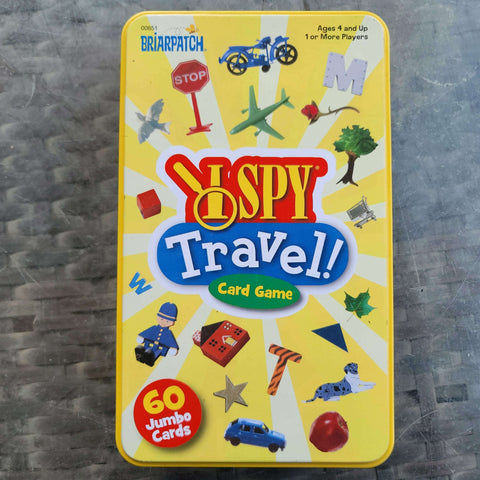 00651
BRIARPATCH
Ages 4 and Up
1 or More Players
STOP
M
I SPY®
Travel!
Card Game
W
T
60
Jumbo
Cards